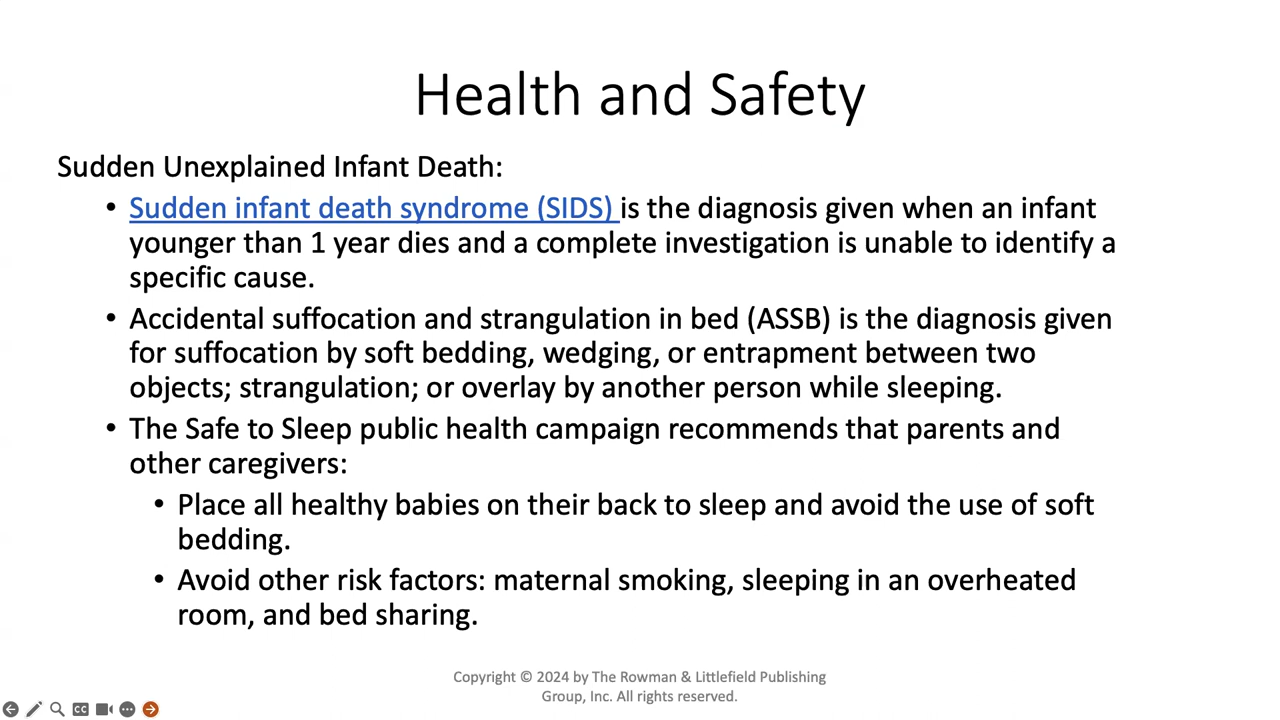 Health and Safety
Sudden Unexplained Infant Death:
• Sudden infant death syndrome (SIDS) is the diagnosis given when an infant
younger than 1 year dies and a complete investigation is unable to identify a
specific cause.
• Accidental suffocation and strangulation in bed (ASSB) is the diagnosis given
for suffocation by soft bedding, wedging, or entrapment between two
objects; strangulation; or overlay by another person while sleeping.
• The Safe to Sleep public health campaign recommends that parents and
other caregivers:
• Place all healthy babies on their back to sleep and avoid the use of soft
bedding.
• Avoid other risk factors: maternal smoking, sleeping in an overheated
room, and bed sharing.
Copyright © 2024 by The Rowman & Littlefield Publishing
Group, Inc. All rights reserved.
CC